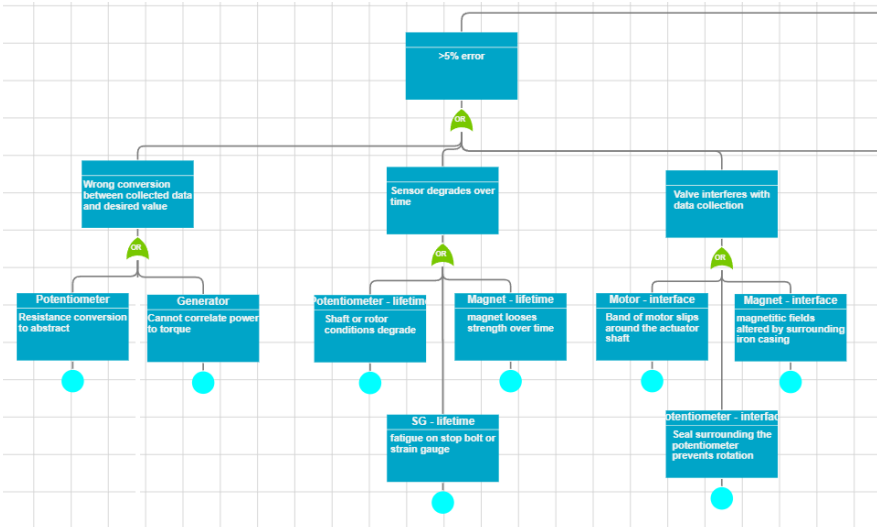 >5% error
OR
Wrong conversion
between collected data
and desired value
Sensor degrades over
time
Valve interferes with
data collection
OR
OR
OR
Potentiometer
Resistance conversion
to abstract
Generator
Cannot correlate power
to torque
Potentiometer - lifetime
Shaft or rotor
conditions degrade
Magnet - lifetime
magnet looses
strength over time
Motor - interface
Band of motor slips
around the actuator
shaft
Magnet - interface
magnetitic fields
altered by surrounding
iron casing
SG - lifetime
fatigue on stop bolt or
strain gauge
otentiometer - interfac
Seal surrounding the
potentiometer
prevents rotation